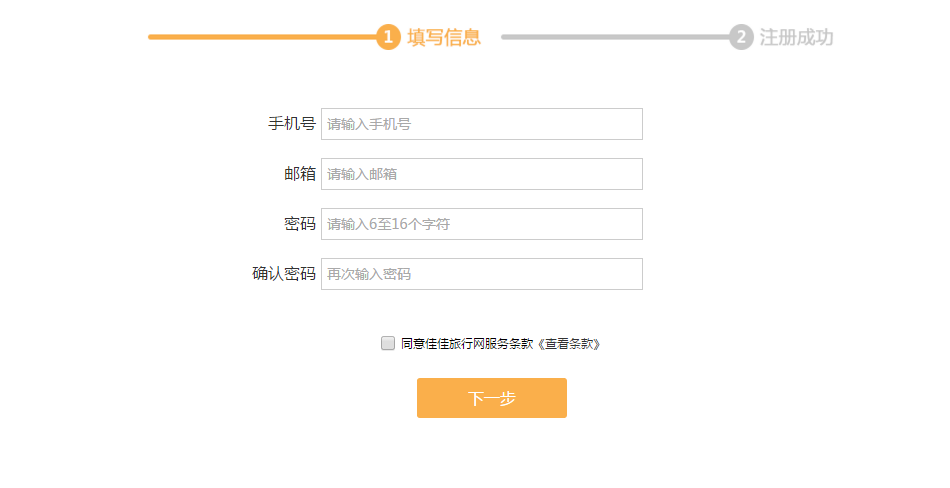 1 填写信息 2 注册成功
手机号 请输入手机号
邮箱 请输入邮箱
密码 请输入6至16个字符
确认密码 再次输入密码
同意佳佳旅行网服务条款《查看条款》
下一步